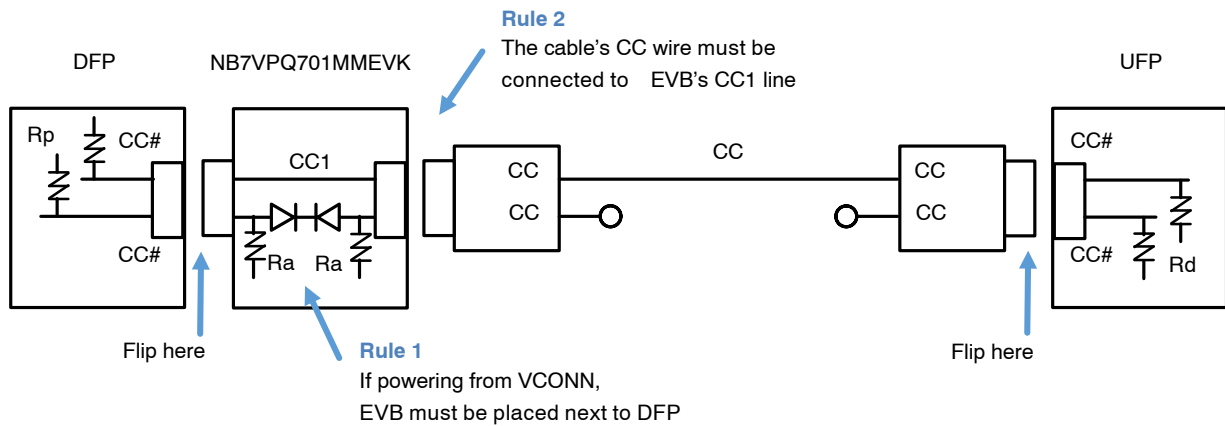 Rule 2
The cable's CC wire must be
connected to EVB's CC1 line
DFP
NB7VPQ701MMEVK
UFP
Rp
CC#
CC1
CC
CC
CC
CC
CC
CC#
CC#
Ra
Ra
CC#
Rd
Flip here
Rule 1
If powering from VCONN,
EVB must be placed next to DFP
Flip here